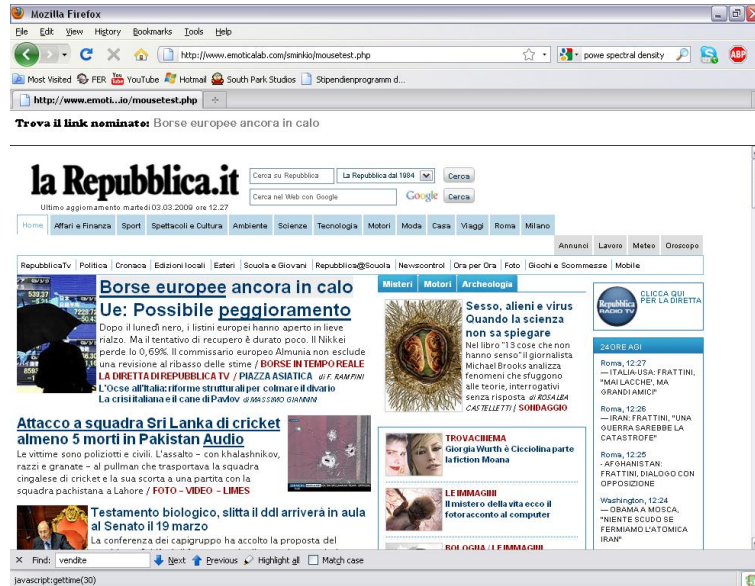 Mozilla Firefox
File Edit View History Bookmarks Tools Help
http://www.emoticalab.com/sminkio/mousetest.php
powe spectral density
ABP
Most Visited FER YouTube Hotmail South Park Studios Stipendienprogramm d...
http://www.emoti...io/mousetest.php
Trova il link nominato: Borse europee ancora in calo
la Repubblica.it
Ultimo aggiornamento martedì 03.03.2009 ore 12.27
Cerca su Repubblica La Repubblica dal 1984 Cerca
Cerca nel Web con Google Google Cerca
Home Affari e Finanza Sport Spettacoli e Cultura Ambiente Scienze Tecnologia Motori Moda Casa Viaggi Roma Milano
Annunci Lavoro Meteo Oroscopo
RepubblicaTv Politica Cronaca Edizioni locali Esteri Scuola e Giovani Repubblica@Scuola Newscontrol Ora per Ora Foto Giochi e Scommesse Mobile
Borse europee ancora in calo
Ue: Possibile peggioramento
Dopo il lunedì nero, i listini europei hanno aperto in lieve
rialzo. Ma il tentativo di recupero è durato poco. Il Nikkei
perde lo 0,69%. Il commissario europeo Almunia non esclude
una revisione al ribasso delle stime / BORSE IN TEMPO REALE
LA DIRETTA DI REPUBBLICA TV / PIAZZA ASIATICA di F. RAMPINI
L'Ocse all'Italia: riforme strutturali per colmare il divario
La crisi italiana e il cane di Pavlov di MASSIMO GIANNINI
Attacco a squadra Sri Lanka di cricket
almeno 5 morti in Pakistan Audio
Le vittime sono poliziotti e civili. L'assalto - con khalashnikov,
razzi e granate - al pullman che trasportava la squadra
cingalese di cricket e la sua scorta a una partita con la
squadra pachistana a Lahore / FOTO - VIDEO - LIMES
Testamento biologico, slitta il ddl arriverà in aula
al Senato il 19 marzo
La conferenza dei capigruppo ha accolto la proposta del
Misteri Motori Archeologia
Sesso, alieni e virus
Quando la scienza
non sa spiegare
Nel libro "13 cose che non
hanno senso" il giornalista
Michael Brooks analizza
fenomeni che sfuggono
alle teorie, interrogativi
senza risposta di ROSALBA
CASTELLETTI / SONDAGGIO
TROVACINEMA
Giorgia Wurth è Cicciolina parte
la fiction Moana
LE IMMAGINI
Il mistero della vita ecco il
fotoracconto al computer
BOLOGNA / LE IMMAGINI
Repubblica
RADIO TV
CLICCA QUI
PER LA DIRETTA
24 ORE AGI
Roma, 12:27
— ITALIA-USA: FRATTINI,
"MAI LACCHE', MA
GRANDI AMICI"
Roma, 12:26
— IRAN: FRATTINI, "UNA
GUERRA SAREBBE LA
CATASTROFE"
Roma, 12:25
- AFGHANISTAN:
FRATTINI, DIALOGO CON
OPPOSIZIONE
Washington, 12:24
— OBAMA A MOSCA,
"NIENTE SCUDO SE
FERMIAMO L'ATOMICA
IRAN"
Find: vendite Next Previous Highlight all Match case
javascript:gettime(30)